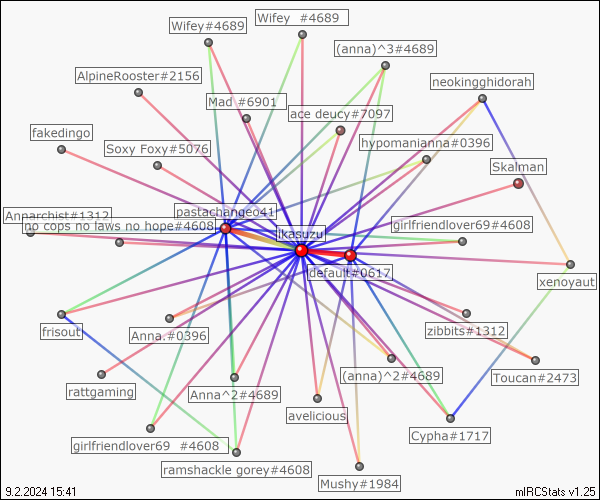 Wifey #4689
Wifey#4689
(anna)^3#4689
AlpineRooster#2156
neokingghidorah
Mad #6901
ace deucy#7097
fakedingo
Soxy Foxy#5076
hypomanianna#0396
Skalman
Annarchist#1312
pastachangeo41
no cops no laws no hope#4608
ikasuzu
girlfriendlover69#4608
default#0617
xenoyaut
frisout
Anna.#0396
zibbits#1312
rattgaming
Anna^2#4689
(anna)^2#4689
Toucan#2473
avelicious
Cypha#1717
girlfriendlover69 #4608
ramshackle gorey#4608
Mushy#1984
9.2.2024 15:41
mIRCStats v1.25